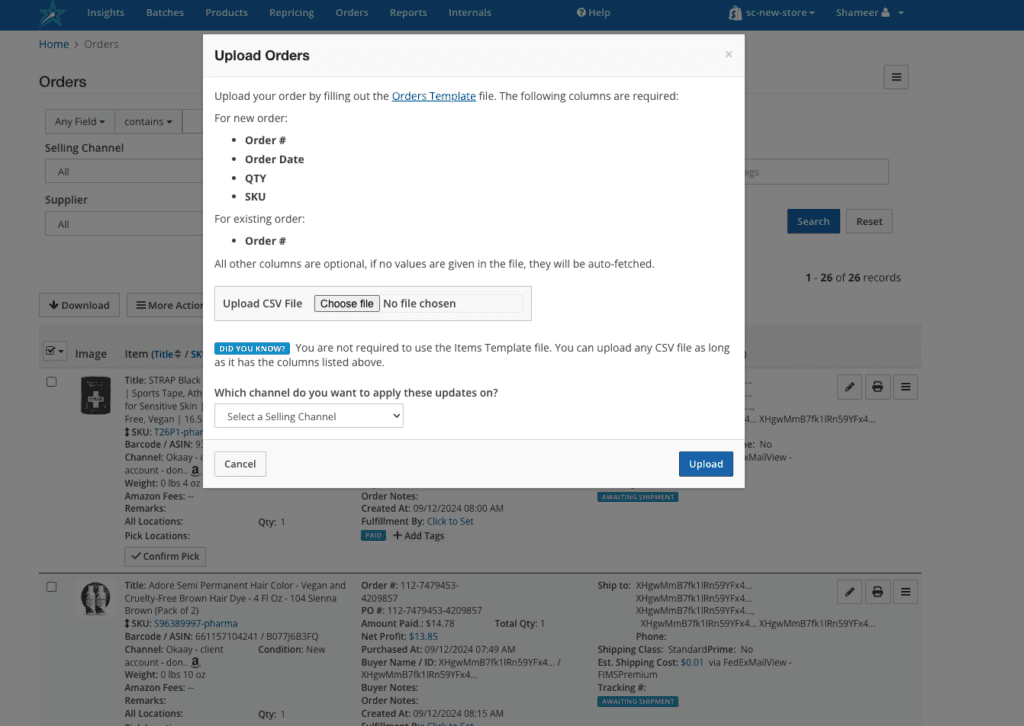 Insights Batches Products Repricing Orders Reports Internals Help sc-new-store Shameer
Home > Orders
Orders
Any Field contains
Selling Channel
All
Supplier
All
Search Reset
1 - 26 of 26 records
Download More Action
Image Item (Title / SK
Upload Orders ×
Upload your order by filling out the Orders Template file. The following columns are required:
For new order:
• Order #
• Order Date
• QTY
• SKU
For existing order:
• Order #
All other columns are optional, if no values are given in the file, they will be auto-fetched.
Upload CSV File Choose file No file chosen
DID YOU KNOW? You are not required to use the Items Template file. You can upload any CSV file as long
as it has the columns listed above.
Which channel do you want to apply these updates on?
Select a Selling Channel
Cancel Upload
Title: STRAP Black
| Sports Tape, Ath
for Sensitive Skin |
Free, Vegan | 16.5
SKU: T26P1-phar
Barcode / ASIN: 93
Channel: Okaay - c
account - don.. a
Weight: 0 lbs 4 oz
Amazon Fees: --
Remarks:
All Locations: Qty: 1
Pick Locations:
Confirm Pick
Order Notes:
Created At: 09/12/2024 08:00 AM
Fulfillment By: Click to Set
PAID + Add Tags
... XHgwMmB7fk1lRn59YFx4...
No
ExMailView -
AWAITING SHIPMENT
Title: Adore Semi Permanent Hair Color - Vegan and
Cruelty-Free Brown Hair Dye - 4 Fl Oz - 104 Sienna
Brown (Pack of 2)
SKU: S96389997-pharma
Barcode / ASIN: 661157104241 / B077J6B3FQ
Channel: Okaay - client Condition: New
account - don.. a
Weight: 0 lbs 10 oz
Amazon Fees: --
Remarks:
All Locations: Qty: 1
Order #: 112-7479453-
4209857
PO #: 112-7479453-4209857
Amount Paid.: $14.78 Total Qty: 1
Net Profit: $13.85
Purchased At: 09/12/2024 07:49 AM
Buyer Name / ID: XHgwMmB7fk1lRn59YFx4... /
XHgwMmB7fk1lRn59YFx4...
Buyer Notes:
Order Notes:
Created At: 09/12/2024 08:15 AM
Fulfillment By: Click to Set
Ship to: XHgwMmB7fk1lRn59YFx4...
XHgwMmB7fk1lRn59YFx4...
XHgwMmB7fk1lRn59YFx4...,
XHgwMmB7fk1lRn59YFx4... XHgwMmB7fk1lRn59YFx4...
Phone:
Shipping Class: Standard Prime: No
Est. Shipping Cost: $0.01 via FedExMailView -
FIMSPremium
Tracking #:
AWAITING SHIPMENT